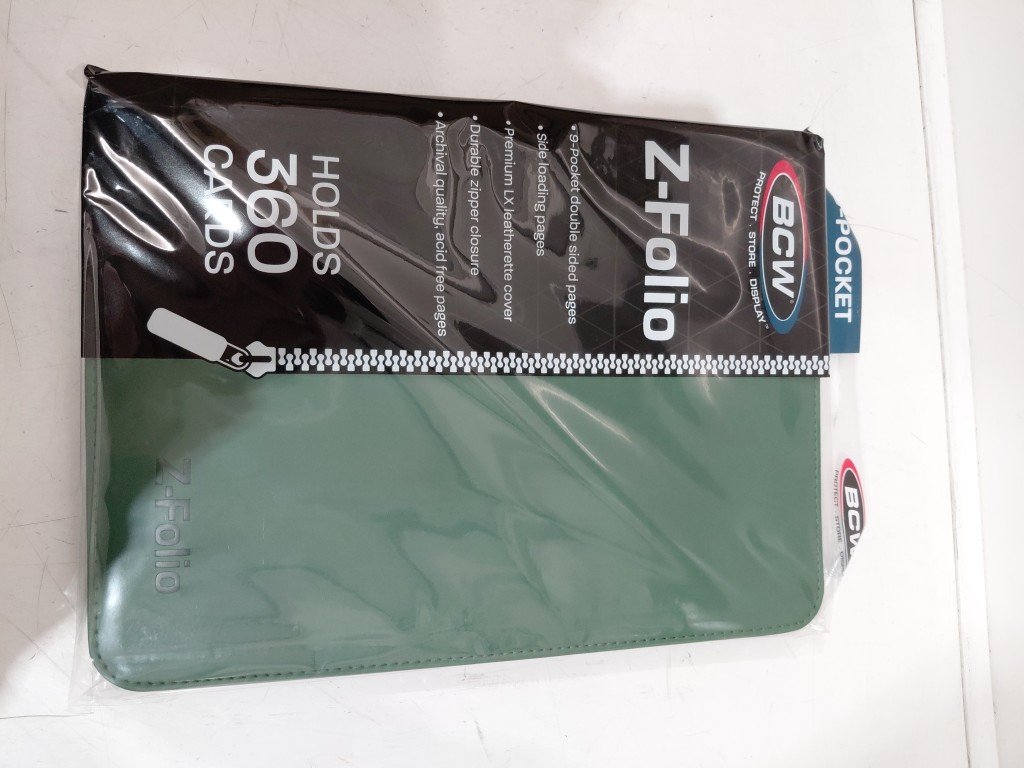 BCW®
PROTECT . STORE . DISPLAY™
Z-Folio
• 9-Pocket double sided pages
• Side loading pages
• Premium LX leatherette cover
• Durable zipper closure
• Archival quality, acid free pages
HOLDS
360
CARDS
-POCKET
BCW
PROTECT . STORE
Z-Folio